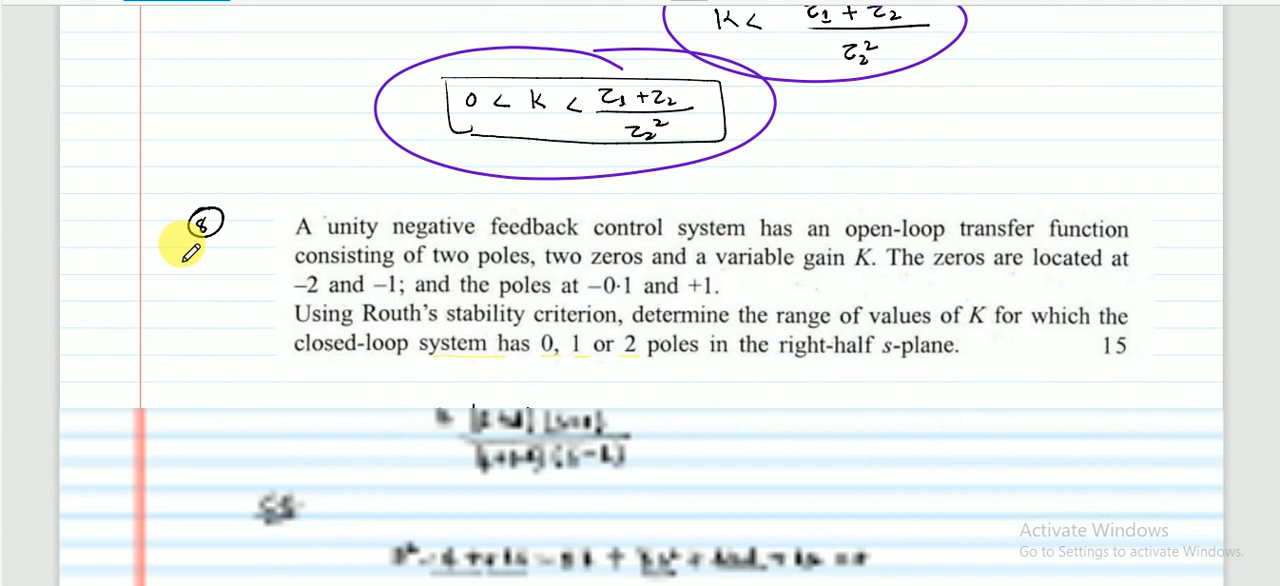 K < τ1 + τ2
τ2²
0 < K < τ1 + τ2
τ2²
8
A unity negative feedback control system has an open-loop transfer function
consisting of two poles, two zeros and a variable gain K. The zeros are located at
–2 and –1; and the poles at –0·1 and +1.
Using Routh's stability criterion, determine the range of values of K for which the
closed-loop system has 0, 1 or 2 poles in the right-half s-plane. 15
Activate Windows
Go to Settings to activate Windows.